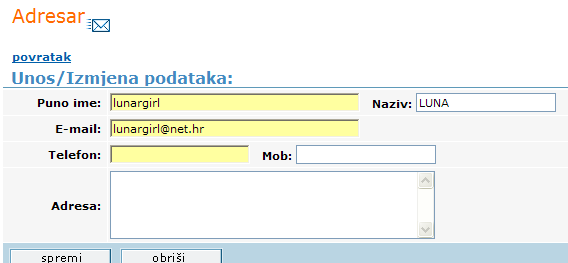 Adresar
povratak
Unos/Izmjena podataka:
Puno ime: lunargirl Naziv: LUNA
E-mail: lunargirl@net.hr
Telefon: Mob:
Adresa:
spremi obriši